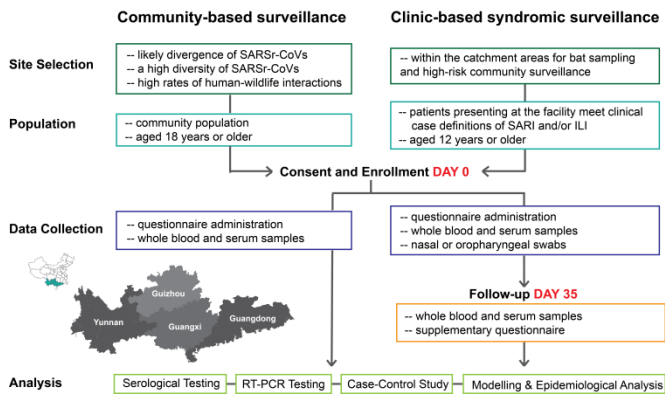 Community-based surveillance
Clinic-based syndromic surveillance
Site Selection
-- likely divergence of SARSr-CoVs
-- a high diversity of SARSr-CoVs
-- high rates of human-wildlife interactions
-- within the catchment areas for bat sampling
and high-risk community surveillance
Population
-- community population
-- aged 18 years or older
-- patients presenting at the facility meet clinical
case definitions of SARI and/or ILI
-- aged 12 years or older
Consent and Enrollment DAY 0
Data Collection
-- questionnaire administration
-- whole blood and serum samples
-- questionnaire administration
-- whole blood and serum samples
-- nasal or oropharyngeal swabs
Guizhou
Yunnan
Guangxi
Guangdong
Follow-up DAY 35
-- whole blood and serum samples
-- supplementary questionnaire
Analysis
Serological Testing
RT-PCR Testing
Case-Control Study
Modelling & Epidemiological Analysis